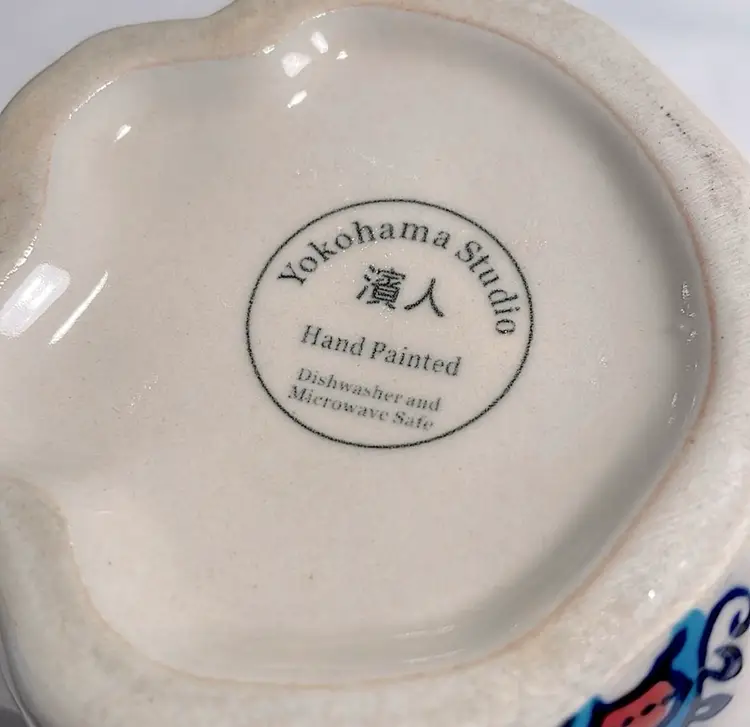 Yokohama Studio
濱人
Hand Painted
Dishwasher and
Microwave Safe